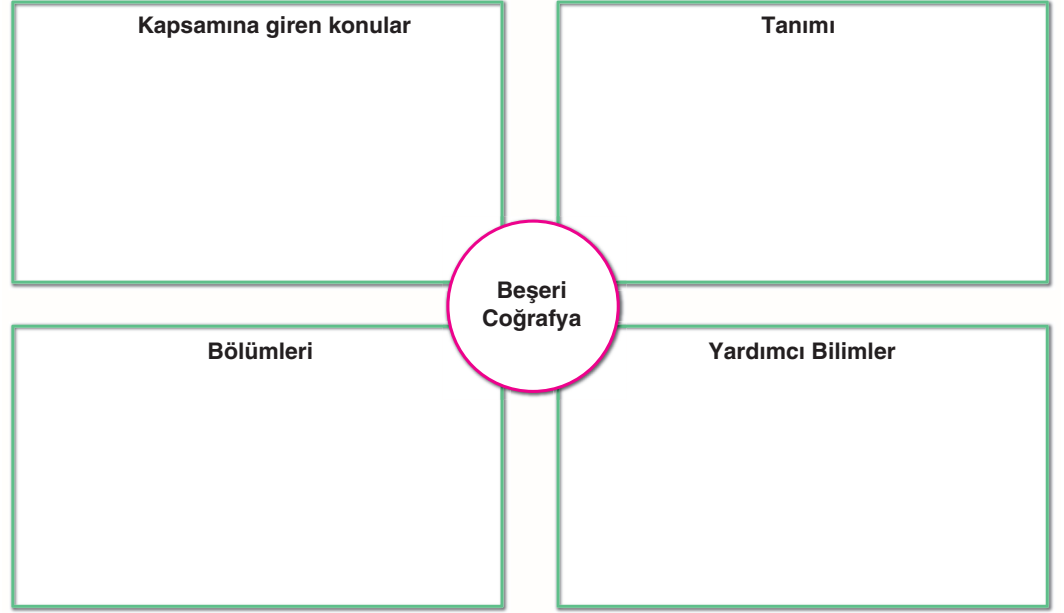 Kapsamına giren konular
Tanımı
Beşeri
Coğrafya
Bölümleri
Yardımcı Bilimler